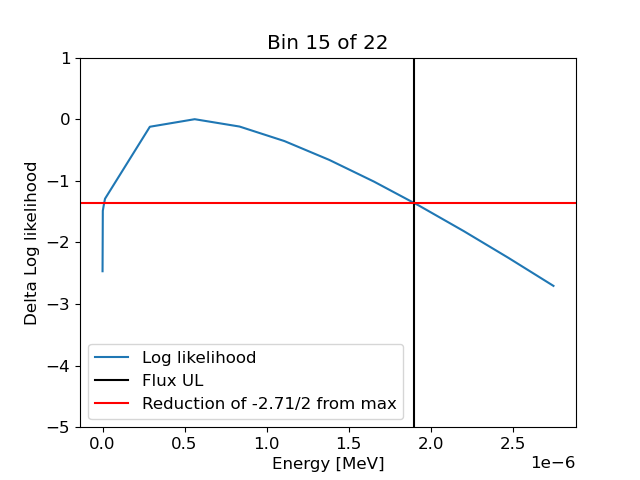 Bin 15 of 22
Delta Log likelihood
1
0
−1
−2
−3
−4
−5
Log likelihood
Flux UL
Reduction of -2.71/2 from max
0.0 0.5 1.0 1.5 2.0 2.5
Energy [MeV]
1e−6